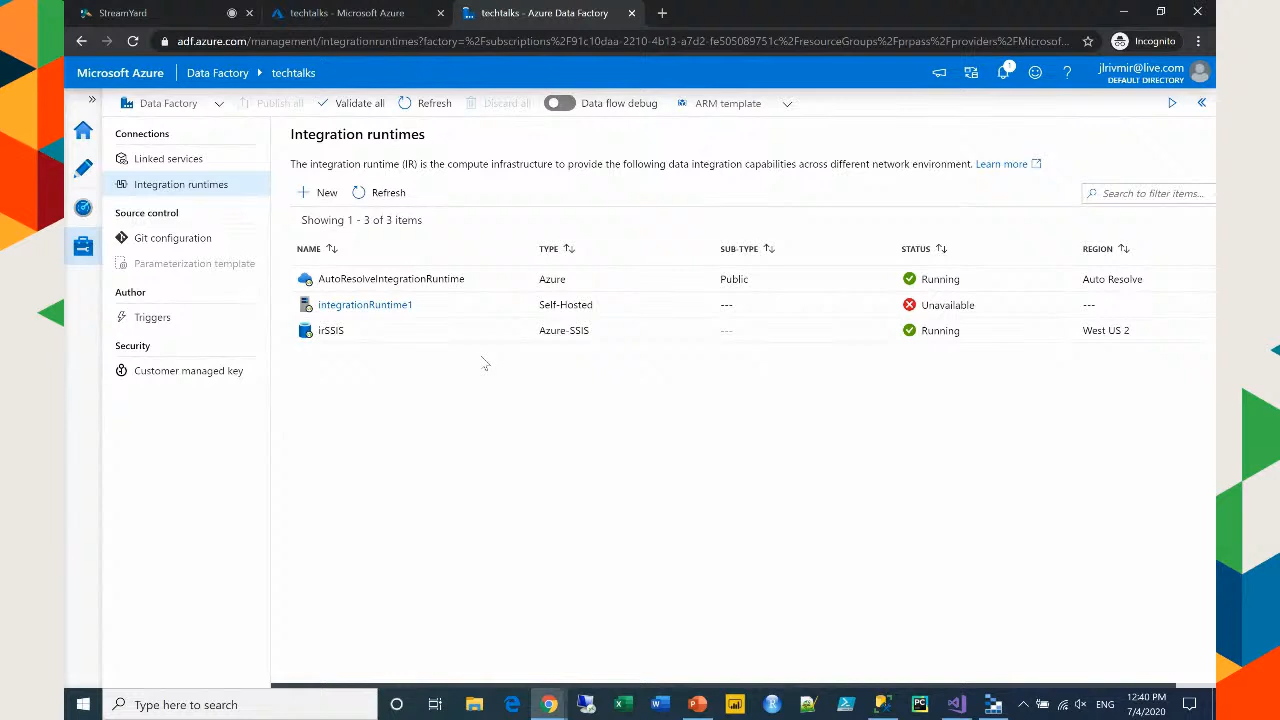 StreamYard
techtalks - Microsoft Azure
techtalks - Azure Data Factory
adf.azure.com/management/integrationruntimes?factory=%2Fsubscriptions%2F91c10daa-2210-4b13-a7d2-fe505089751c%2FresourceGroups%2Fprpass%2Fproviders%2FMicrosof...
Incognito
Microsoft Azure
Data Factory
techtalks
1
jlrivmir@live.com
DEFAULT DIRECTORY
Data Factory
Publish all
Validate all
Refresh
Discard all
Data flow debug
ARM template
Connections
Linked services
Integration runtimes
Source control
Git configuration
Parameterization template
Author
Triggers
Security
Customer managed key
Integration runtimes
The integration runtime (IR) is the compute infrastructure to provide the following data integration capabilities across different network environment. Learn more
New
Refresh
Search to filter items...
Showing 1 - 3 of 3 items
NAME TYPE SUB-TYPE STATUS REGION
AutoResolveIntegrationRuntime Azure Public Running Auto Resolve
integrationRuntime1 Self-Hosted --- Unavailable ---
irSSIS Azure-SSIS --- Running West US 2
Type here to search
ENG
12:40 PM
7/4/2020